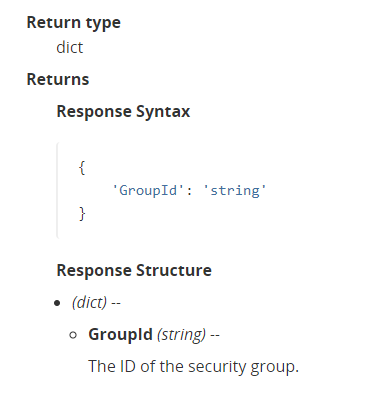 Return type
dict
Returns
Response Syntax
{
'GroupId': 'string'
}
Response Structure
(dict) --
GroupId (string) --
The ID of the security group.